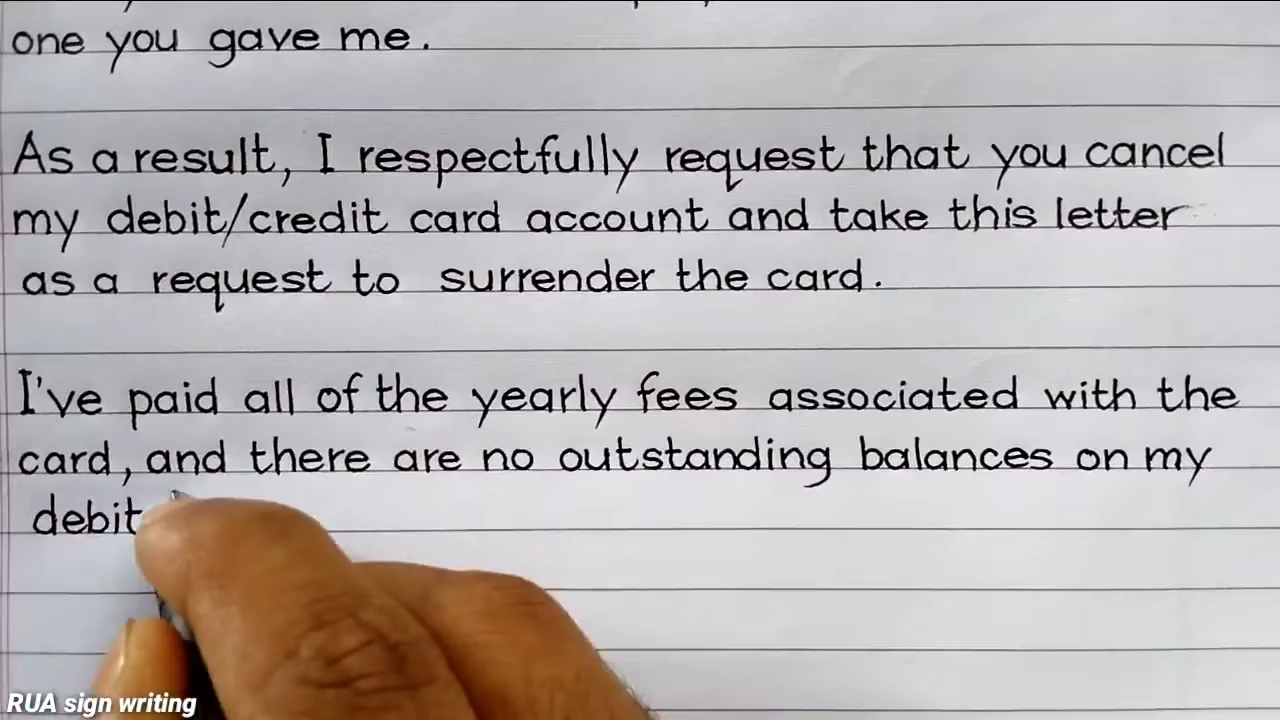 one you gave me.
As a result, I respectfully request that you cancel
my debit/credit card account and take this letter
as a request to surrender the card.
I've paid all of the yearly fees associated with the
card, and there are no outstanding balances on my
debit
RUA sign writing